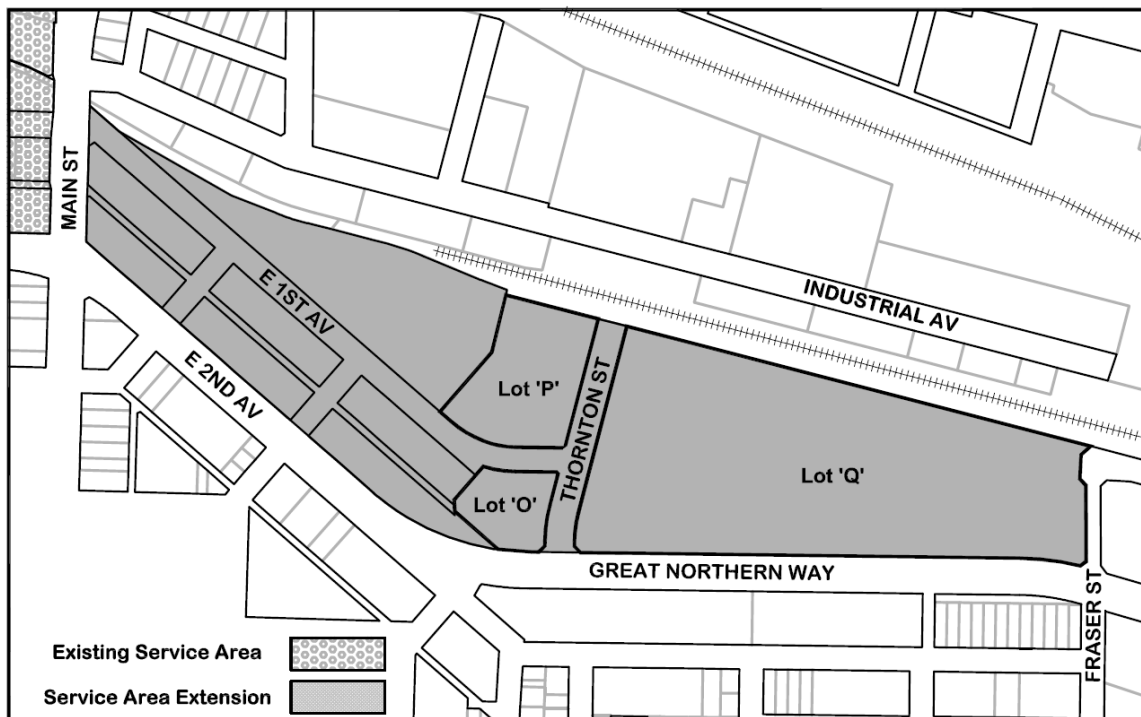 MAIN ST
E 1ST AV
INDUSTRIAL AV
E 2ND AV
Lot 'P'
THORNTON ST
Lot 'Q'
Lot 'O'
GREAT NORTHERN WAY
FRASER ST
Existing Service Area
Service Area Extension